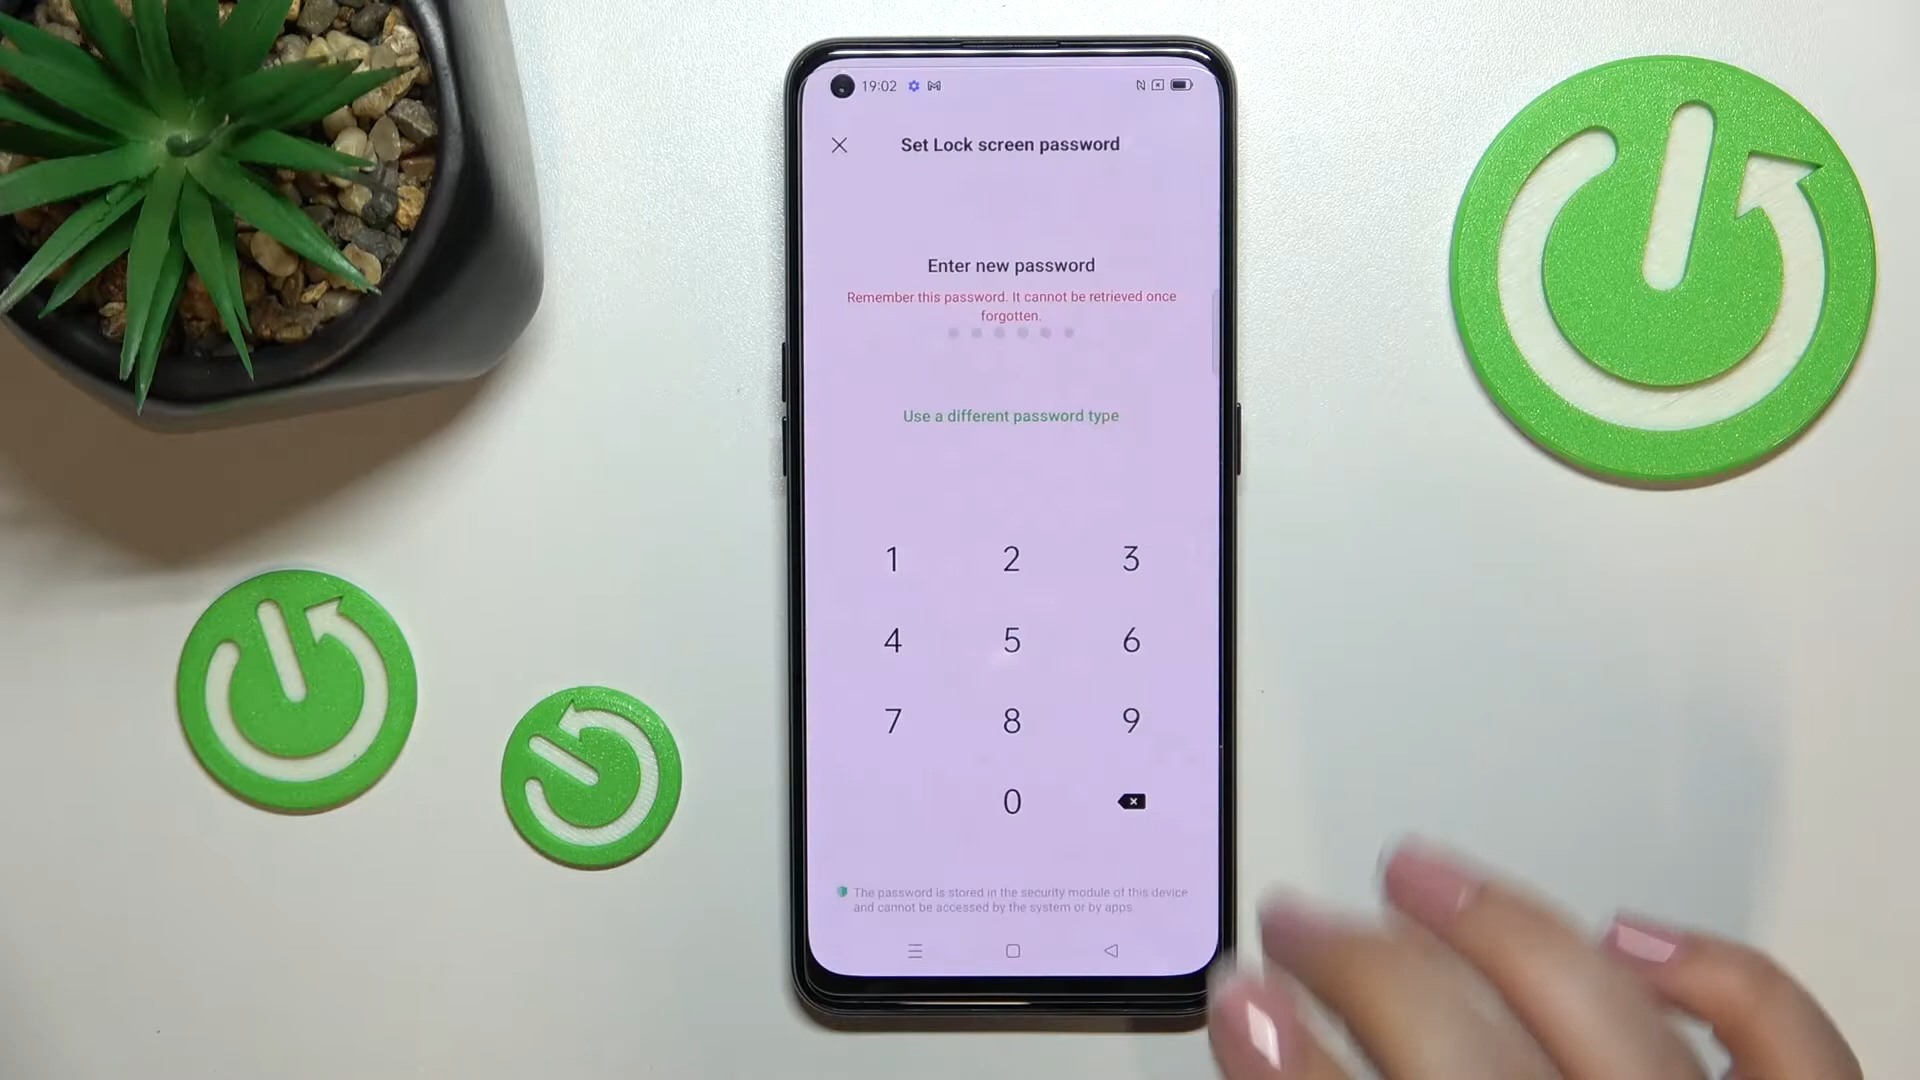 19:02
Set Lock screen password
Enter new password
Remember this password. It cannot be retrieved once
forgotten.
Use a different password type
1 2 3
4 5 6
7 8 9
0
The password is stored in the security module of this device
and cannot be accessed by the system or by apps.